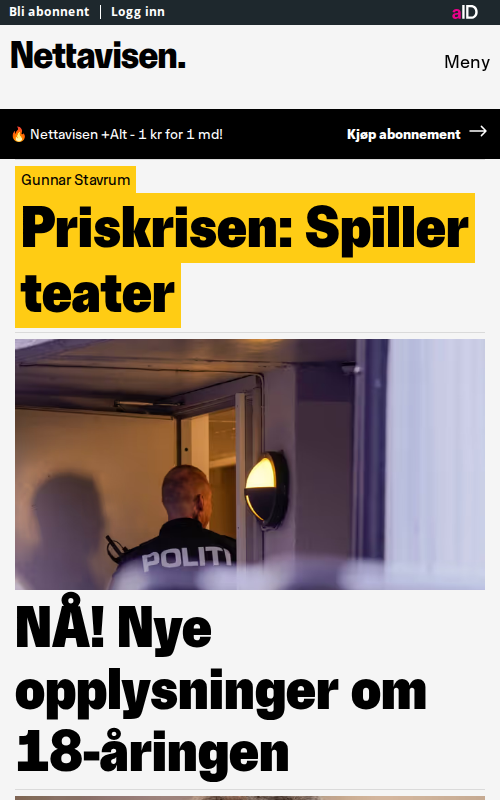 Bli abonnent | Logg inn
aID
Nettavisen.
Meny
🔥 Nettavisen +Alt - 1 kr for 1 md!
Kjøp abonnement →
Gunnar Stavrum
Priskrisen: Spiller
teater
POLITI
NÅ! Nye
opplysninger om
18-åringen